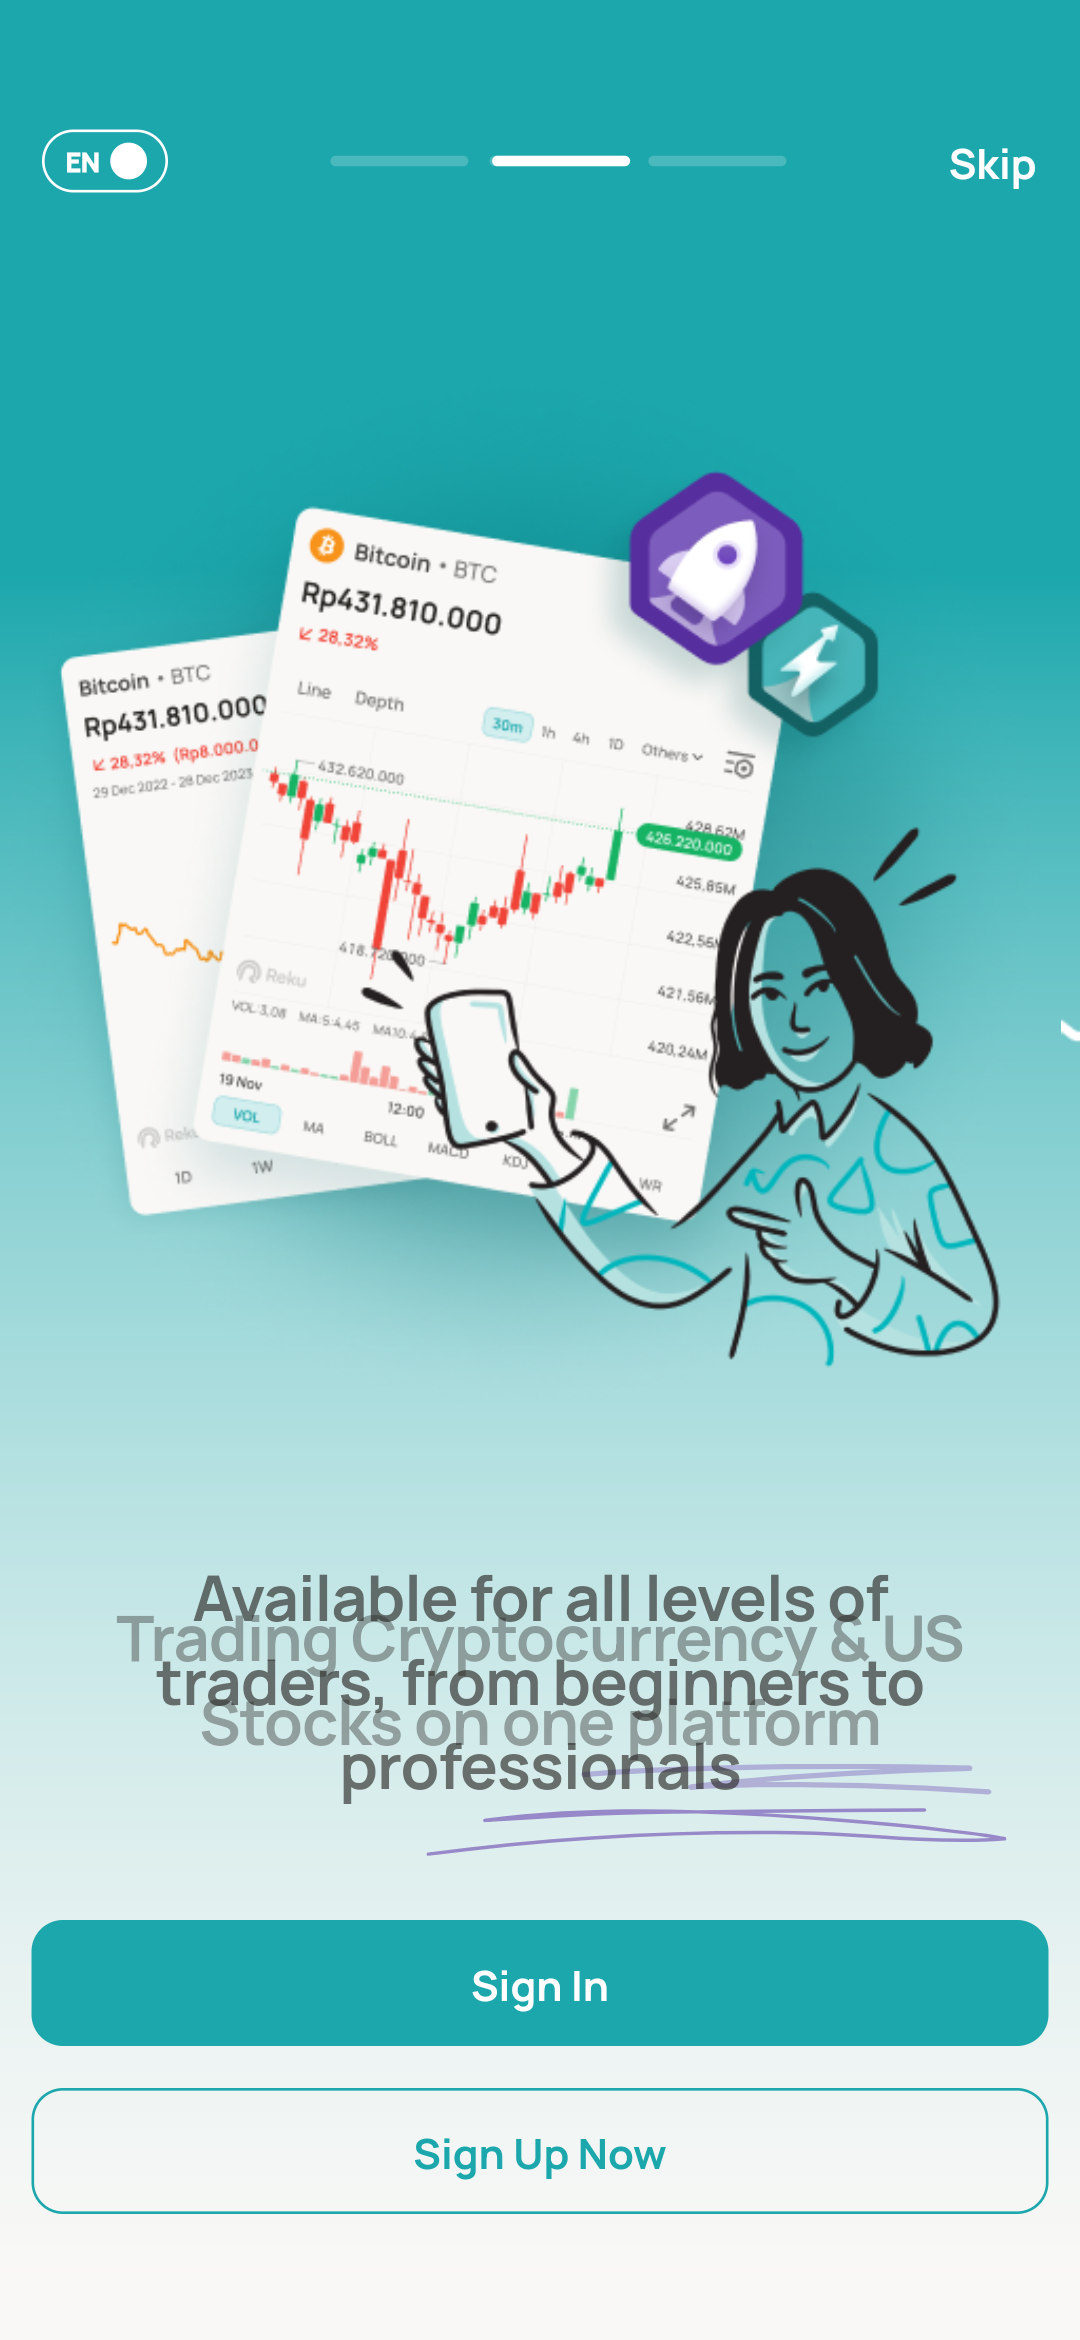 EN
Skip
Bitcoin • BTC
Rp431.810.000
28,32%
Line Depth 30m 1h 4h 1D Others
432.620.000
428,62M
426.220.000
425,85M
422,56M
421,56M
420,24M
Reku
VOL:3,08 MA:5:4,45
19 Nov
12:00
VOL MA BOLL MACD KDJ WR
Bitcoin • BTC
Rp431.810.000
28,32% (Rp8.000.0
29 Dec 2022 - 28 Dec 2023
Reku
1D 1W
Available for all levels of
traders, from beginners to
professionals
Trading Cryptocurrency & US
Stocks on one platform
Sign In
Sign Up Now